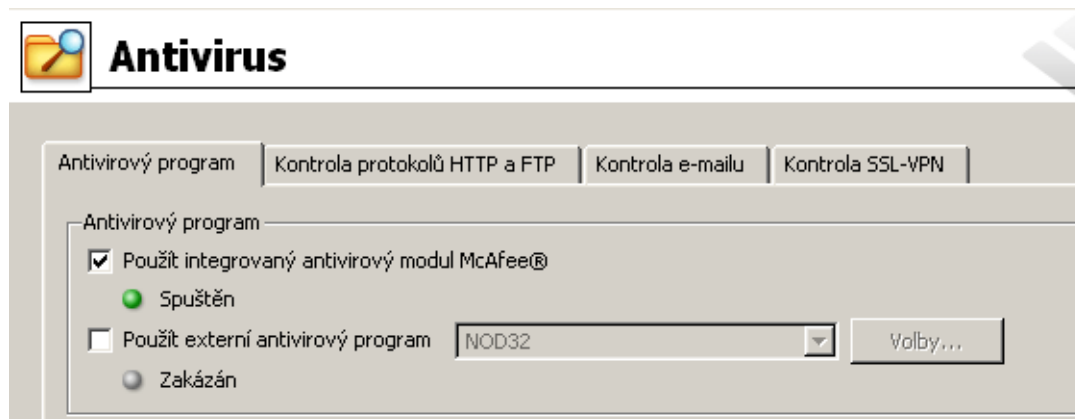 Antivirus
Antivirový program Kontrola protokolů HTTP a FTP Kontrola e-mailu Kontrola SSL-VPN
Antivirový program
Použít integrovaný antivirový modul McAfee®
Spuštěn
Použít externí antivirový program NOD32 Volby...
Zakázán